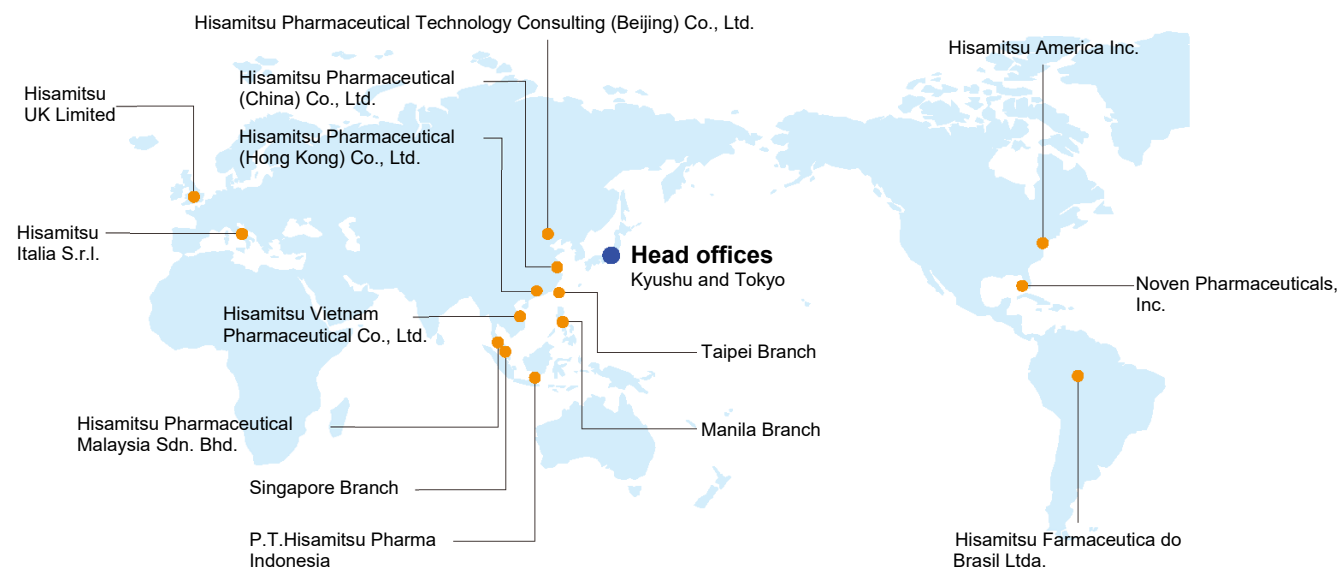 Hisamitsu Pharmaceutical Technology Consulting (Beijing) Co., Ltd.
Hisamitsu America Inc.
Hisamitsu Pharmaceutical
(China) Co., Ltd.
Hisamitsu
UK Limited
Hisamitsu Pharmaceutical
(Hong Kong) Co., Ltd.
Hisamitsu
Italia S.r.l.
Head offices
Kyushu and Tokyo
Noven Pharmaceuticals,
Inc.
Hisamitsu Vietnam
Pharmaceutical Co., Ltd.
Taipei Branch
Hisamitsu Pharmaceutical
Malaysia Sdn. Bhd.
Manila Branch
Singapore Branch
P.T.Hisamitsu Pharma
Indonesia
Hisamitsu Farmaceutica do
Brasil Ltda.